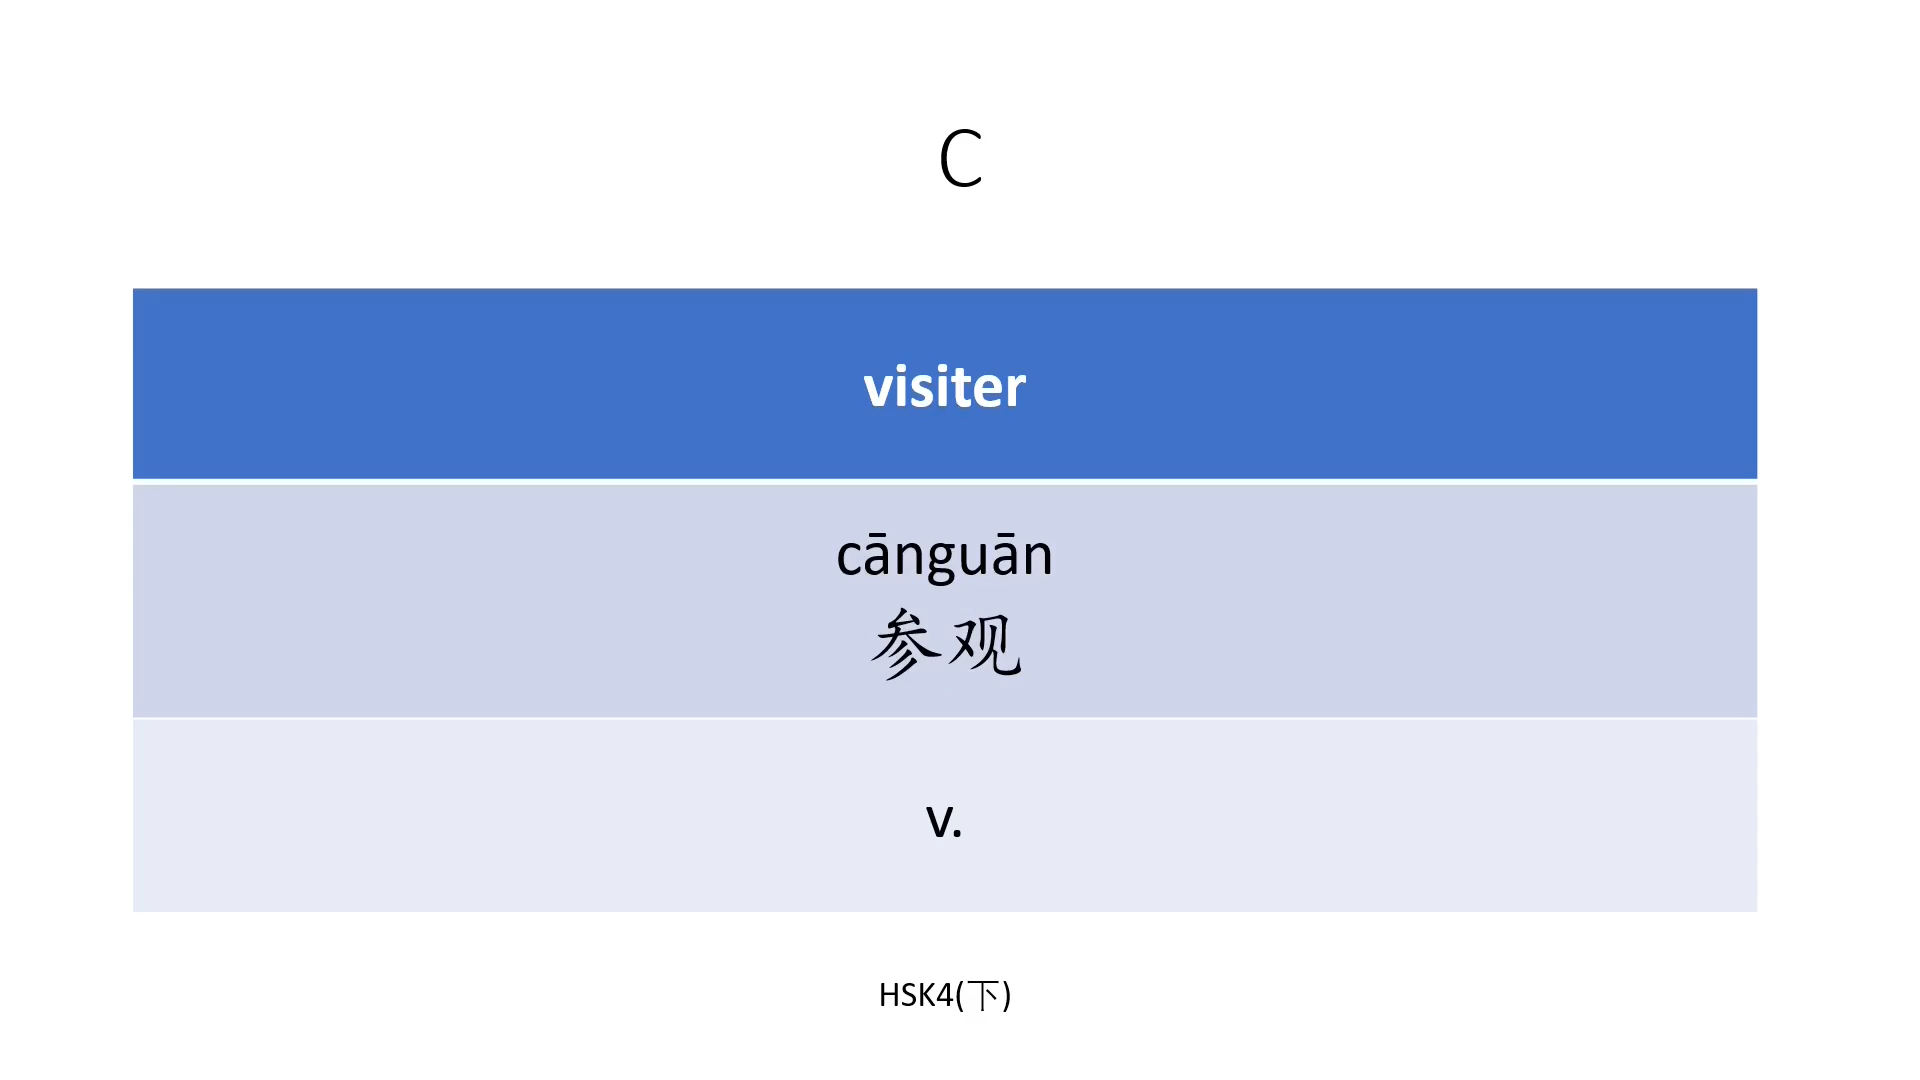 C
visiter
cānguān
参观
v.
HSK4(下)